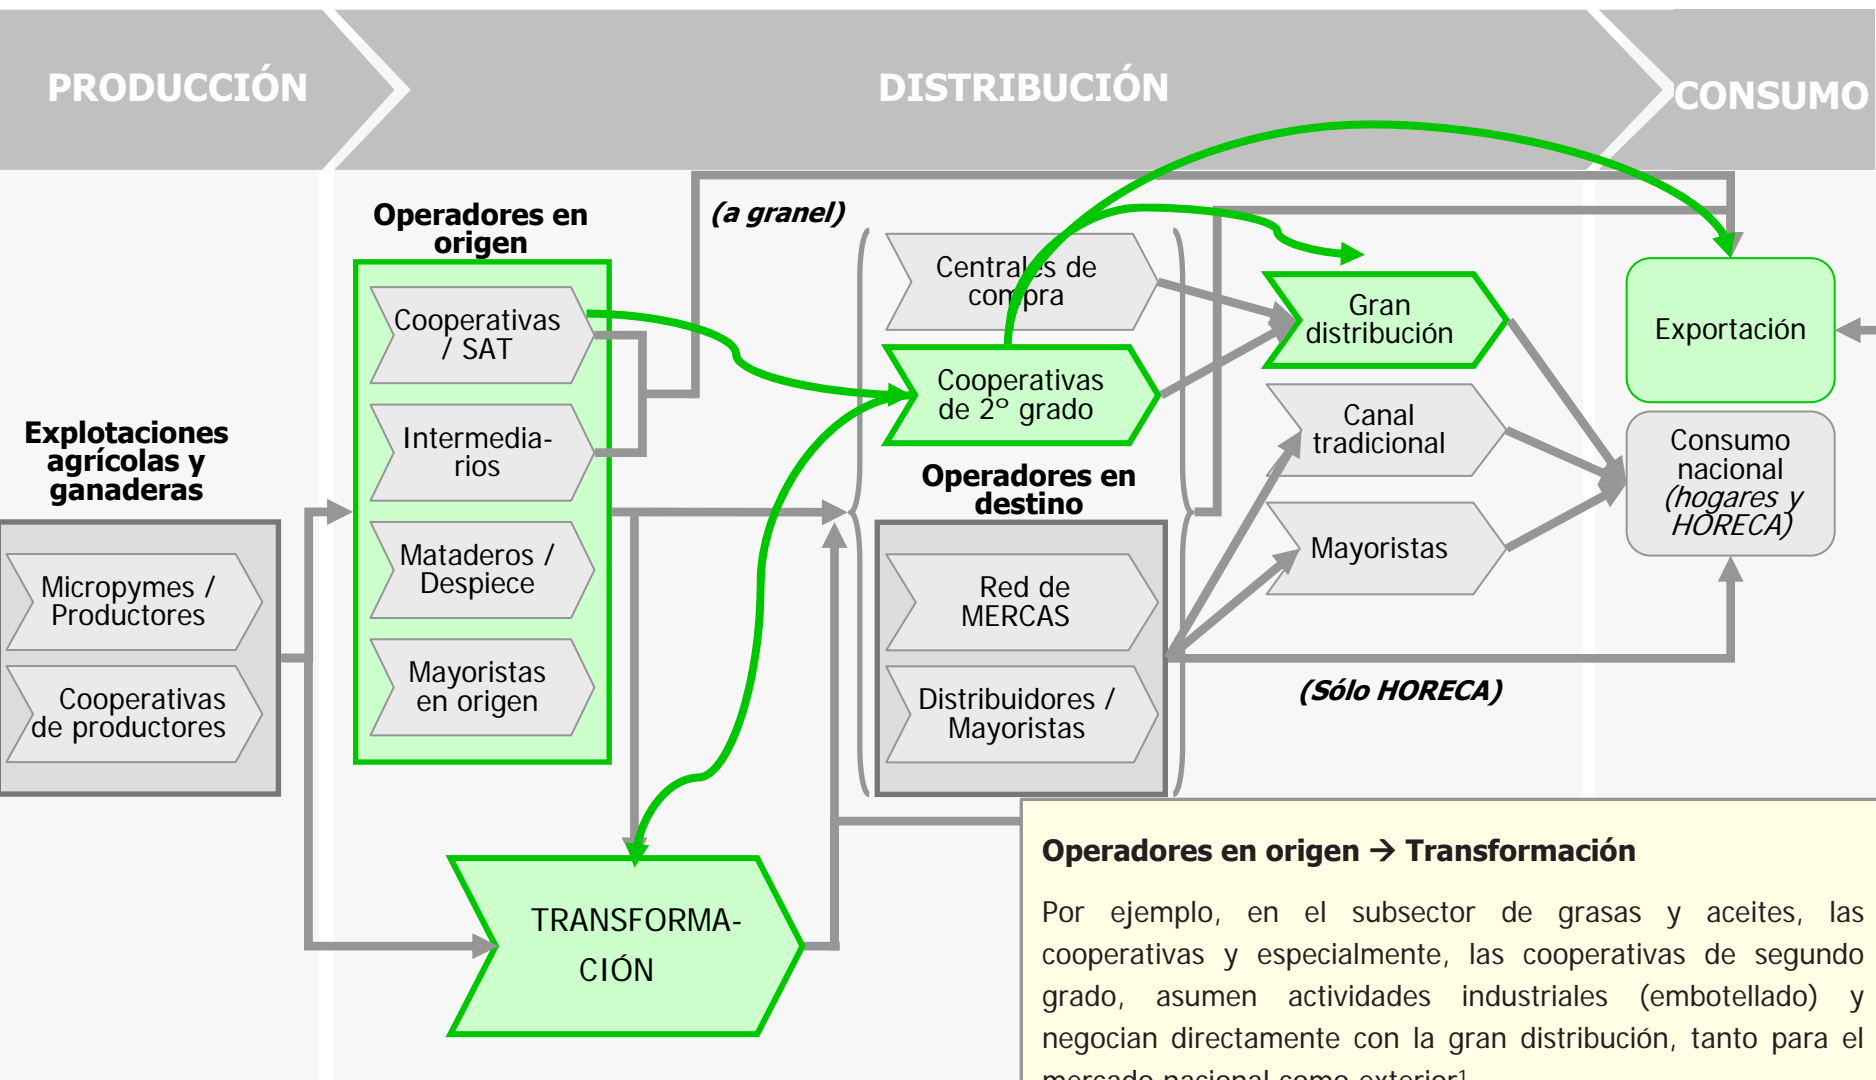 PRODUCCIÓN
DISTRIBUCIÓN
CONSUMO
Operadores en
origen
(a granel)
Cooperativas
/ SAT
Intermedia-
rios
Mataderos /
Despiece
Mayoristas
en origen
Explotaciones
agrícolas y
ganaderas
Micropymes /
Productores
Cooperativas
de productores
Centrales de
compra
Cooperativas
de 2º grado
Operadores en
destino
Red de
MERCAS
Distribuidores /
Mayoristas
Gran
distribución
Canal
tradicional
Mayoristas
(Sólo HORECA)
Exportación
Consumo
nacional
(hogares y
HORECA)
TRANSFORMA-
CIÓN
Operadores en origen → Transformación
Por ejemplo, en el subsector de grasas y aceites, las
cooperativas y especialmente, las cooperativas de segundo
grado, asumen actividades industriales (embotellado) y
negocian directamente con la gran distribución, tanto para el
mercado nacional como exterior¹